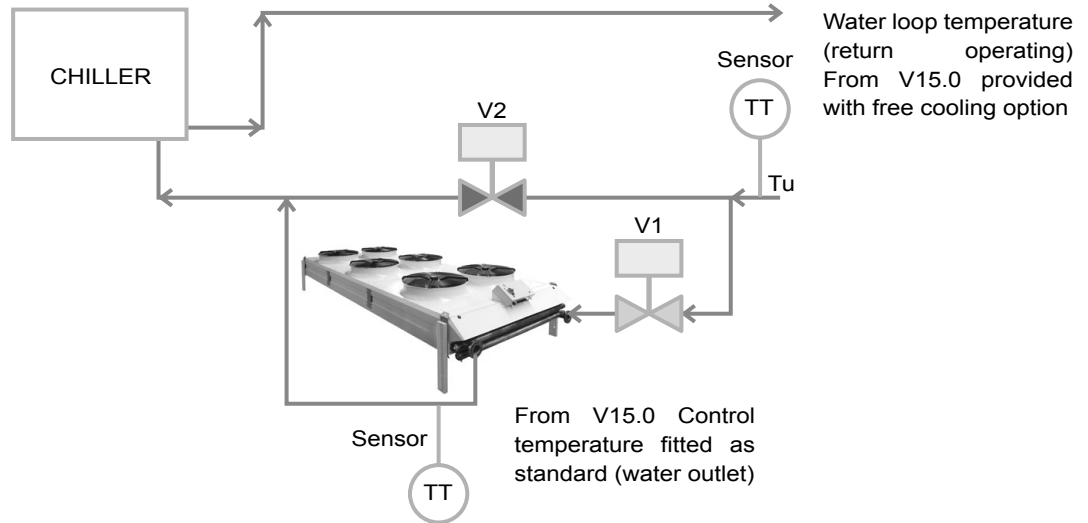 CHILLER
Water loop temperature
(return operating)
From V15.0 provided
with free cooling option
Sensor
TT
V2
Tu
V1
From V15.0 Control
temperature fitted as
standard (water outlet)
Sensor
TT